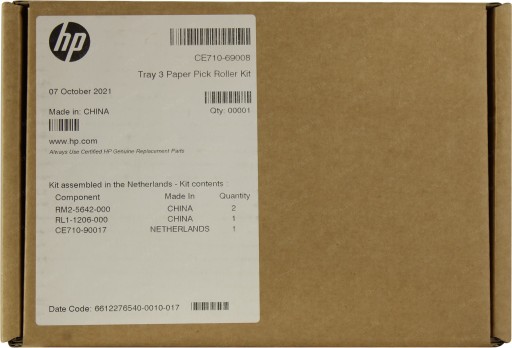 hp
CE710-69008
Tray 3 Paper Pick Roller Kit
07 October 2021
Made in: CHINA
Qty: 00001
www.hp.com
Always Use Certified HP Genuine Replacement Parts
Kit assembled in the Netherlands - Kit contents
Component Made In Quantity
RM2-5642-000 CHINA 2
RL1-1206-000 CHINA 1
CE710-90017 NETHERLANDS 1
Date Code: 6612276540-0010-017